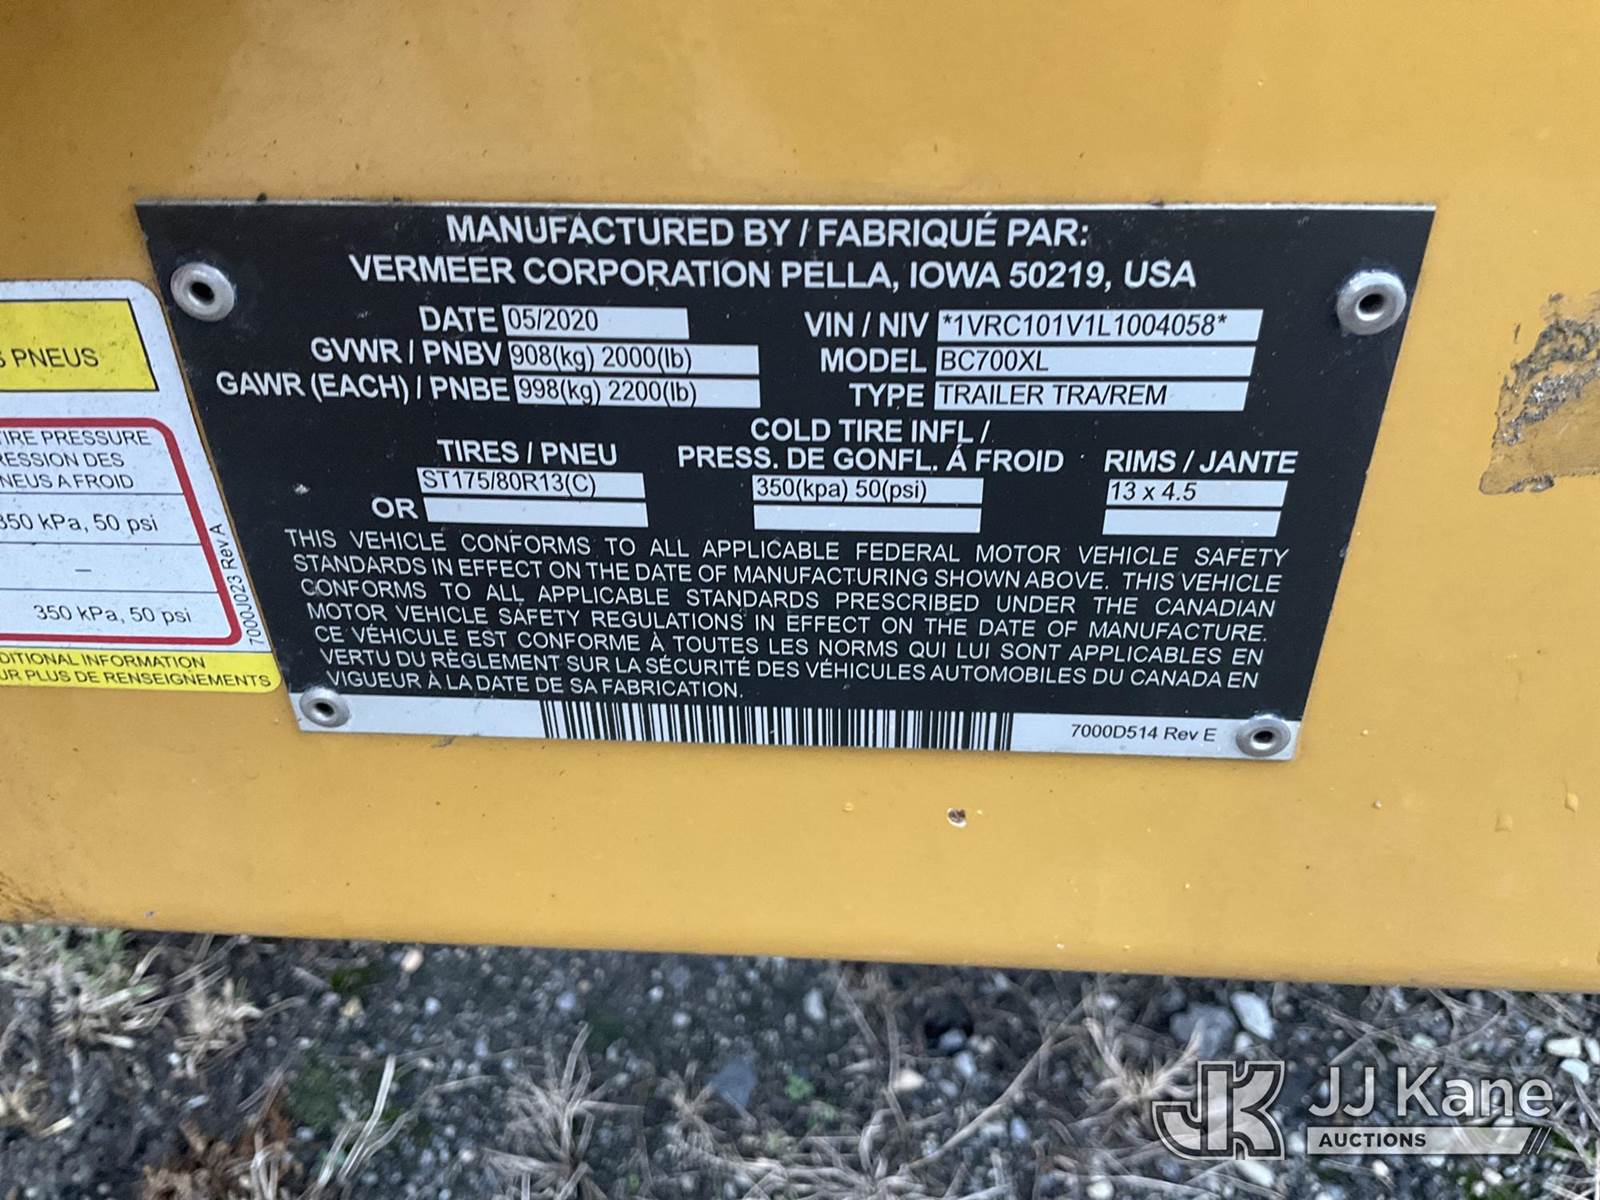 MANUFACTURED BY / FABRIQUÉ PAR:
VERMEER CORPORATION PELLA, IOWA 50219, USA
DATE 05/2020
GVWR / PNBV 908(kg) 2000(lb)
GAWR (EACH) / PNBE 998(kg) 2200(lb)
VIN / NIV *1VRC101V1L1004058*
MODEL BC700XL
TYPE TRAILER TRA/REM
TIRES / PNEU
ST175/80R13(C)
OR
COLD TIRE INFL /
PRESS. DE GONFL. Á FROID
350(kpa) 50(psi)
RIMS / JANTE
13 x 4.5
THIS VEHICLE CONFORMS TO ALL APPLICABLE FEDERAL MOTOR VEHICLE SAFETY
STANDARDS IN EFFECT ON THE DATE OF MANUFACTURING SHOWN ABOVE. THIS VEHICLE
CONFORMS TO ALL APPLICABLE STANDARDS PRESCRIBED UNDER THE CANADIAN
MOTOR VEHICLE SAFETY REGULATIONS IN EFFECT ON THE DATE OF MANUFACTURE.
CE VÉHICULE EST CONFORME À TOUTES LES NORMS QUI LUI SONT APPLICABLES EN
VERTU DU RÈGLEMENT SUR LA SÉCURITÉ DES VÉHICULES AUTOMOBILES DU CANADA EN
VIGUEUR À LA DATE DE SA FABRICATION.
7000D514 Rev E
PNEUS
PRESSURE
DES
A FROID
350 kPa, 50 psi
–
350 kPa, 50 psi
7000J023 Rev A
INFORMATION
PLUS DE RENSEIGNEMENTS
JK JJ Kane
AUCTIONS